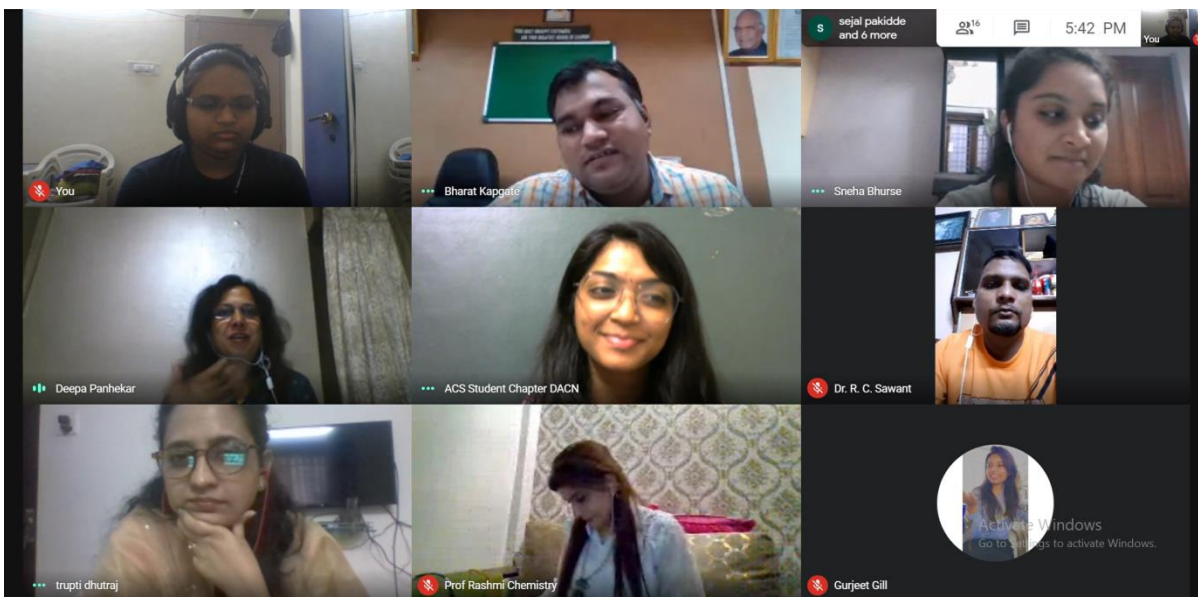 sejal pakidde
and 6 more
S
16
5:42 PM
You
You
Bharat Kapgate
Sneha Bhurse
Deepa Panhekar
ACS Student Chapter DACN
Dr. R. C. Sawant
trupti dhutraj
Prof Rashmi Chemistry
Gurjeet Gill
Activate Windows
Go to Settings to activate Windows.